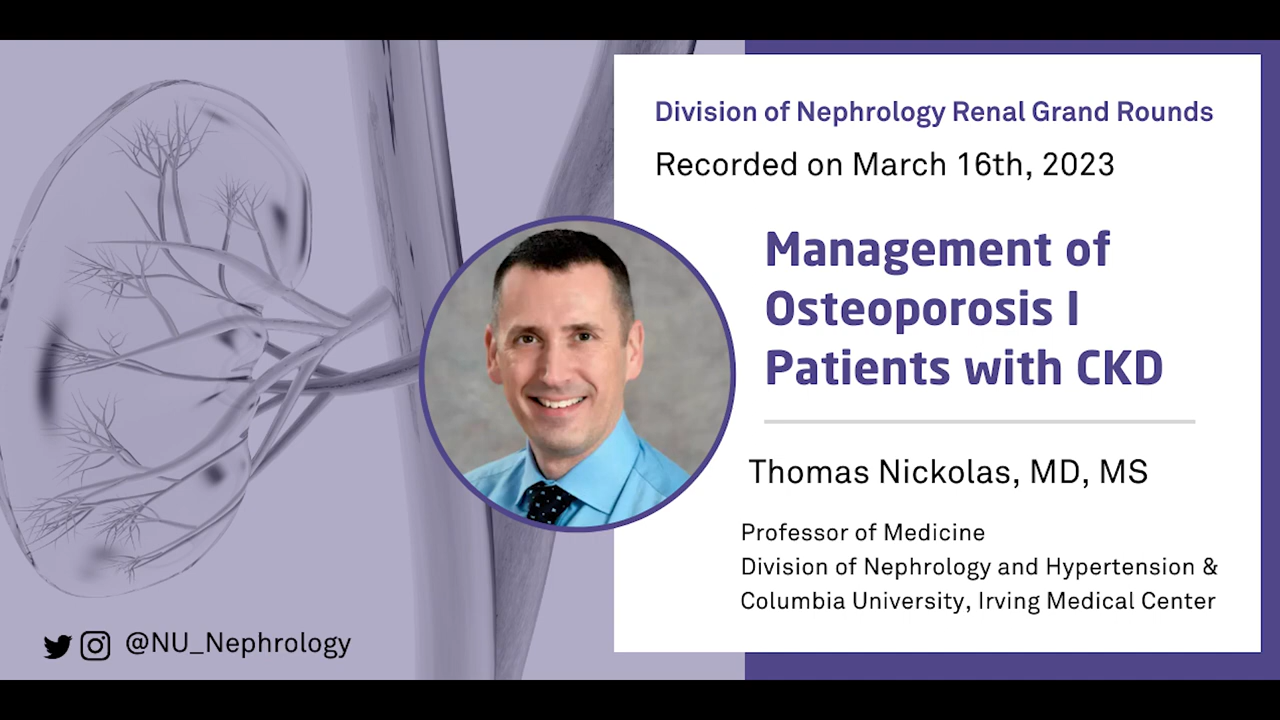 Division of Nephrology Renal Grand Rounds
Recorded on March 16th, 2023
Management of
Osteoporosis I
Patients with CKD
Thomas Nickolas, MD, MS
Professor of Medicine
Division of Nephrology and Hypertension &
Columbia University, Irving Medical Center
@NU_Nephrology